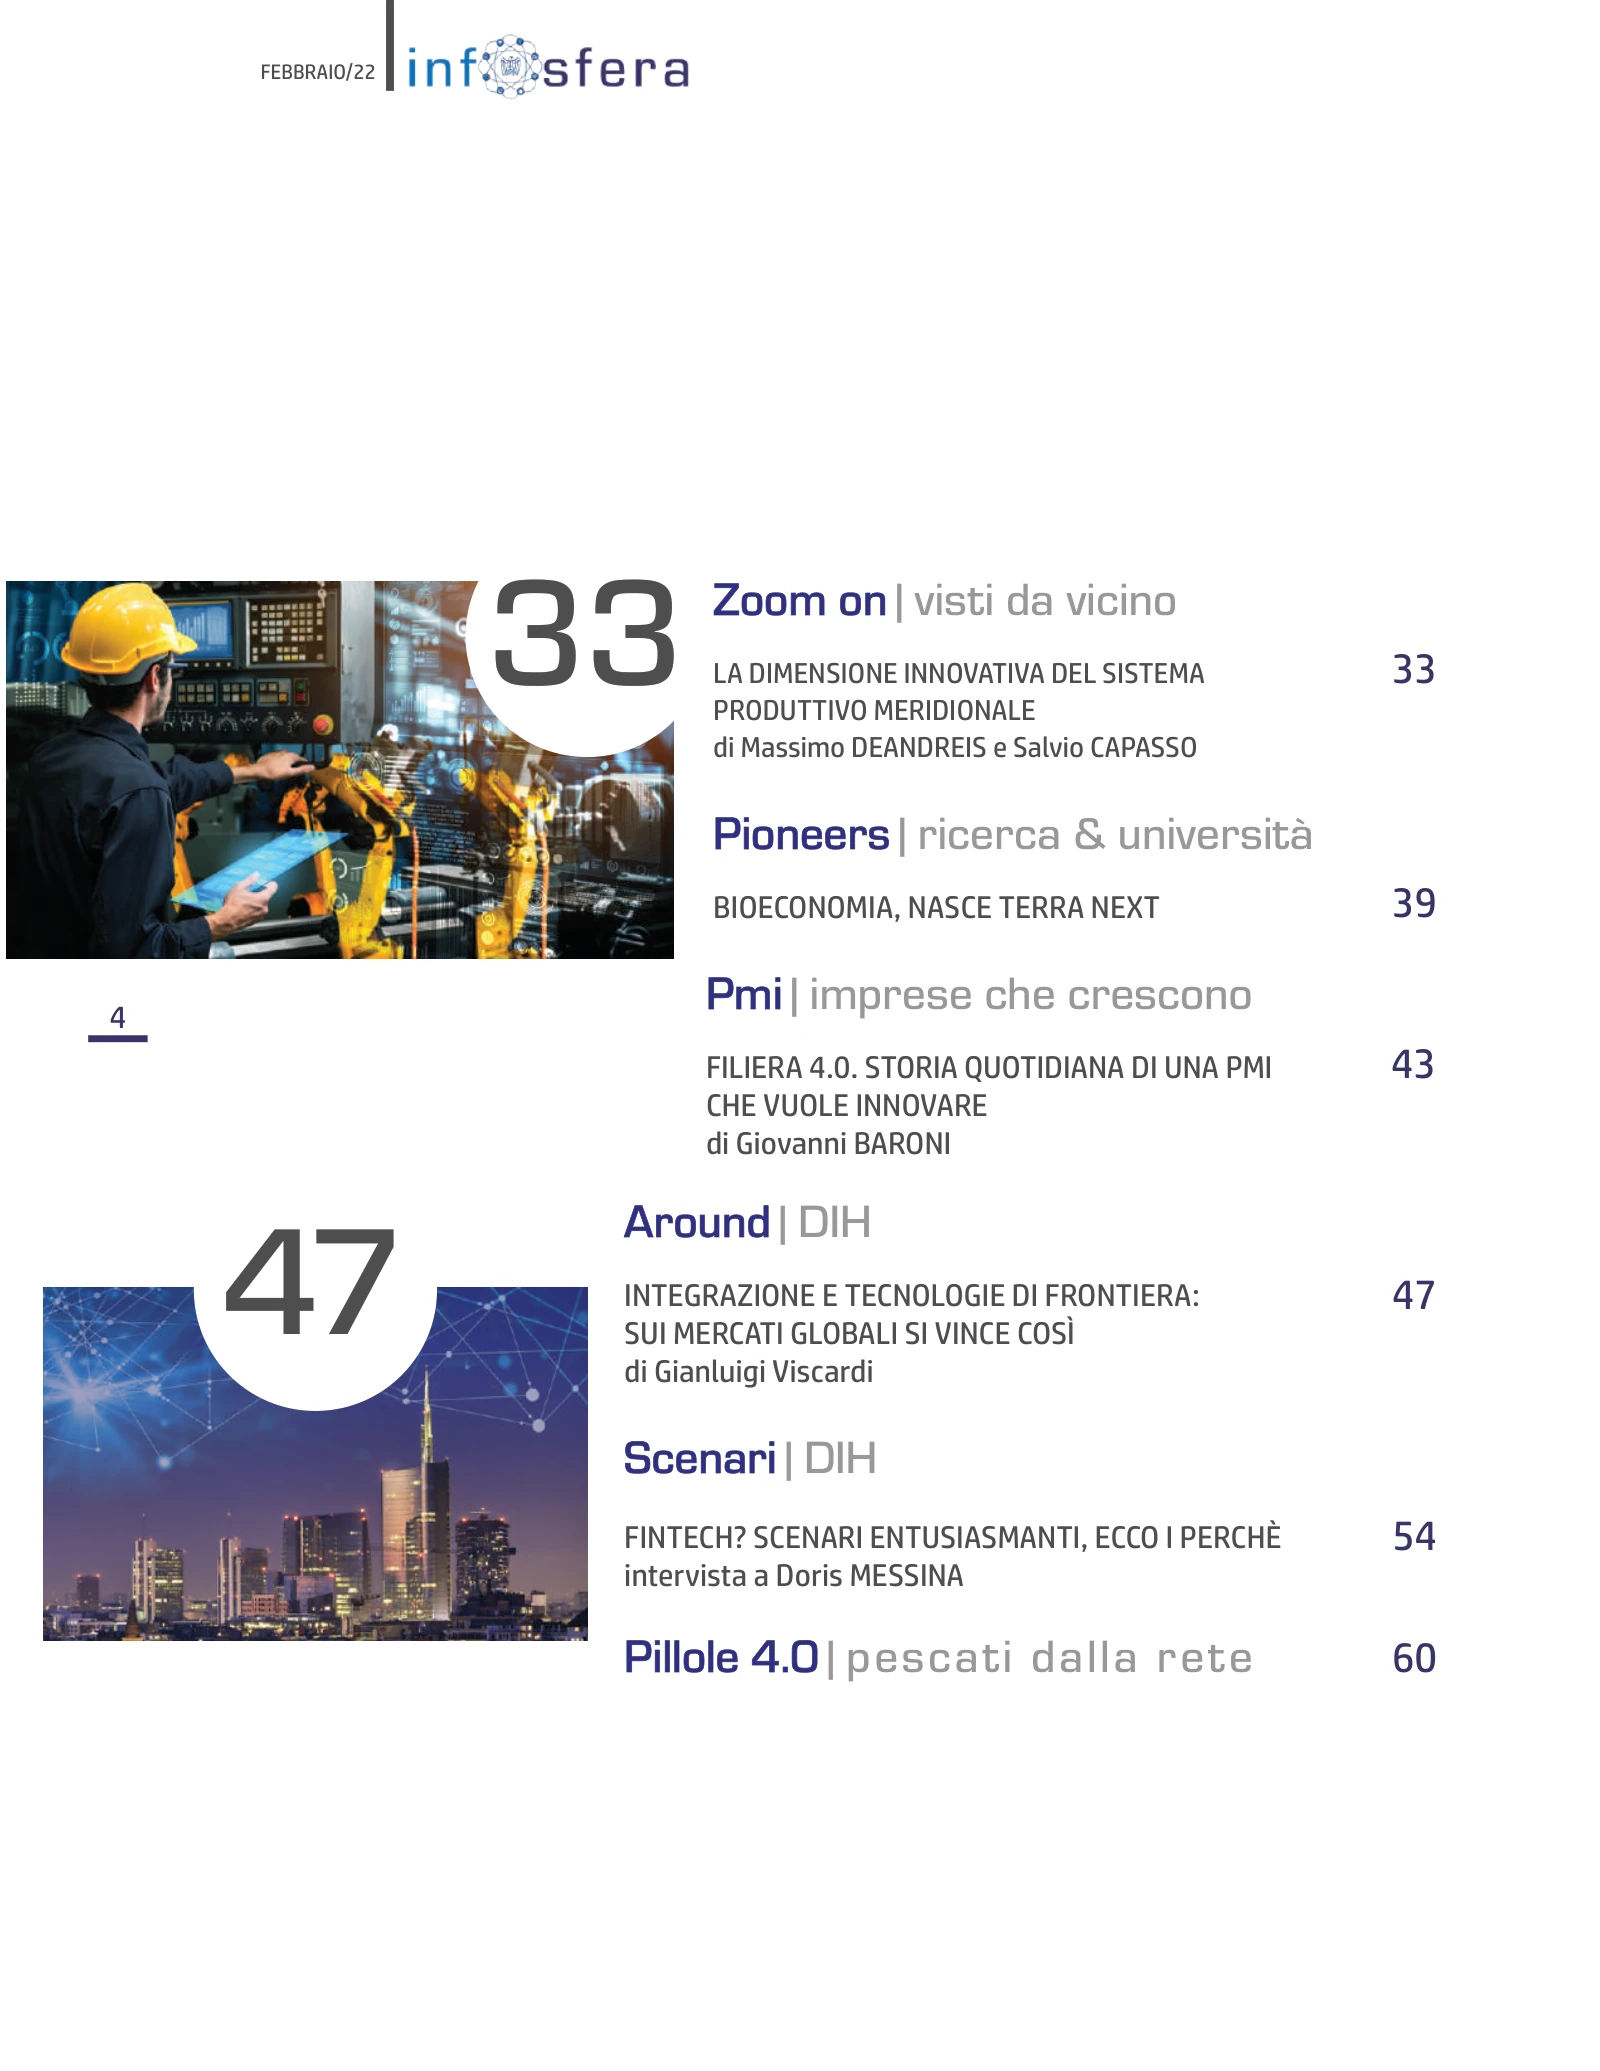 FEBBRAIO/22
infosfera
33
Zoom on | visti da vicino
LA DIMENSIONE INNOVATIVA DEL SISTEMA 33
PRODUTTIVO MERIDIONALE
di Massimo DEANDREIS e Salvio CAPASSO
Pioneers | ricerca & università
BIOECONOMIA, NASCE TERRA NEXT 39
Pmi | imprese che crescono
4
FILIERA 4.0. STORIA QUOTIDIANA DI UNA PMI 43
CHE VUOLE INNOVARE
di Giovanni BARONI
47
Around | DIH
INTEGRAZIONE E TECNOLOGIE DI FRONTIERA: 47
SUI MERCATI GLOBALI SI VINCE COSÌ
di Gianluigi Viscardi
Scenari | DIH
FINTECH? SCENARI ENTUSIASMANTI, ECCO I PERCHÈ 54
intervista a Doris MESSINA
Pillole 4.0 | pescati dalla rete 60